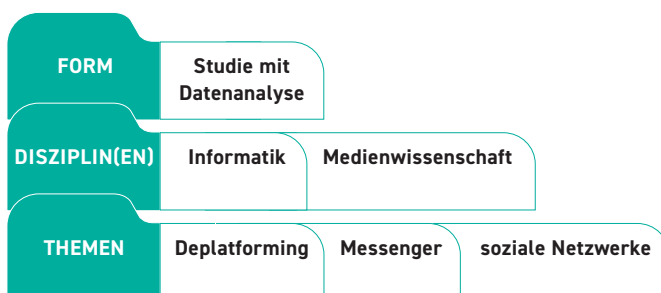 FORM
Studie mit
Datenanalyse
DISZIPLIN(EN)
Informatik
Medienwissenschaft
THEMEN
Deplatforming
Messenger
soziale Netzwerke